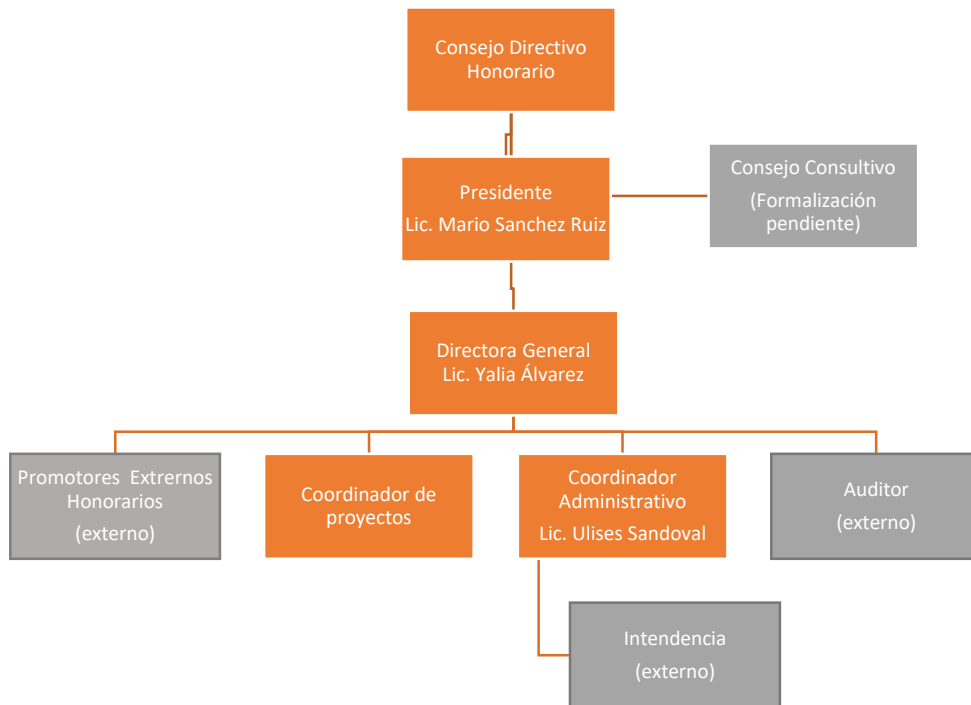 Consejo Directivo
Honorario
Presidente
Lic. Mario Sanchez Ruiz
Consejo Consultivo
(Formalización
pendiente)
Directora General
Lic. Yalia Álvarez
Promotores Extrernos
Honorarios
(externo)
Coordinador de
proyectos
Coordinador
Administrativo
Lic. Ulises Sandoval
Auditor
(externo)
Intendencia
(externo)